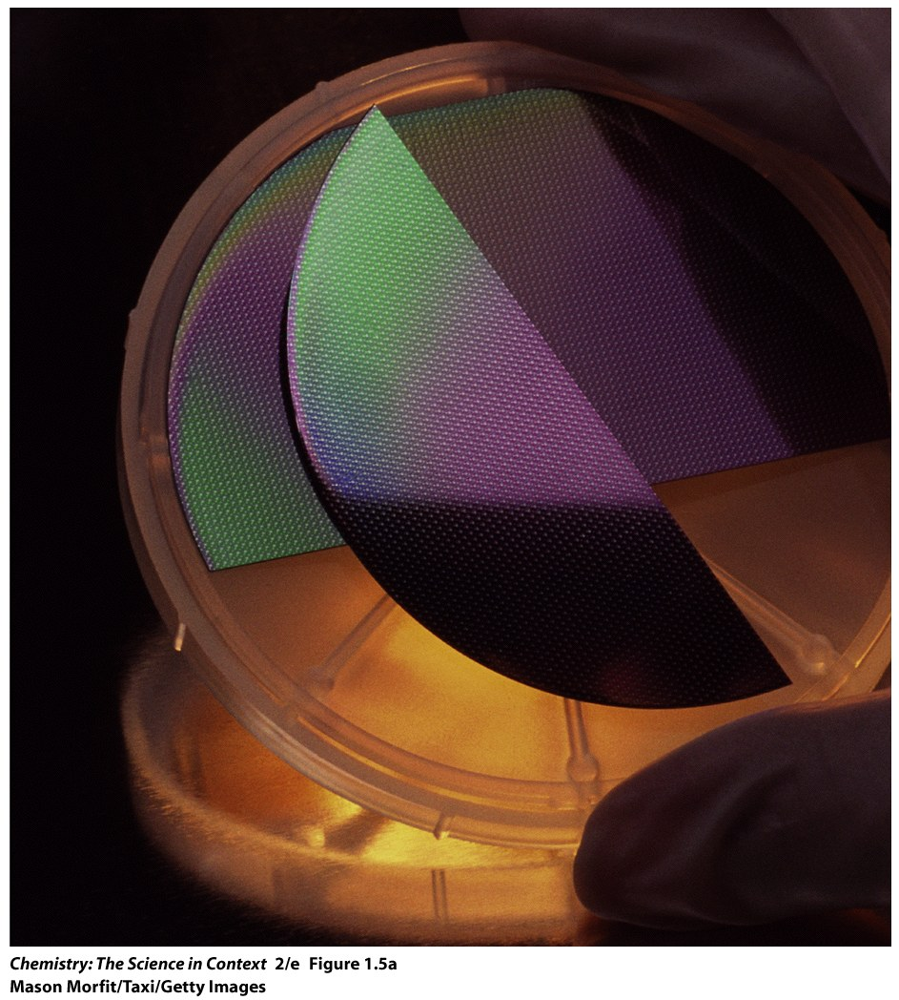 Chemistry: The Science in Context 2/e Figure 1.5a
Mason Morfit/Taxi/Getty Images